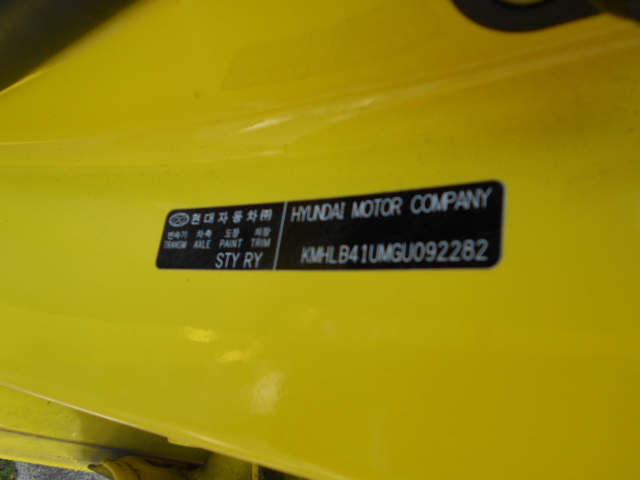 현대자동차㈜
변속기 차축 도장 내장
TRANSM AXLE PAINT TRIM
STY RY
HYUNDAI MOTOR COMPANY
KMHLB41UMGU092282